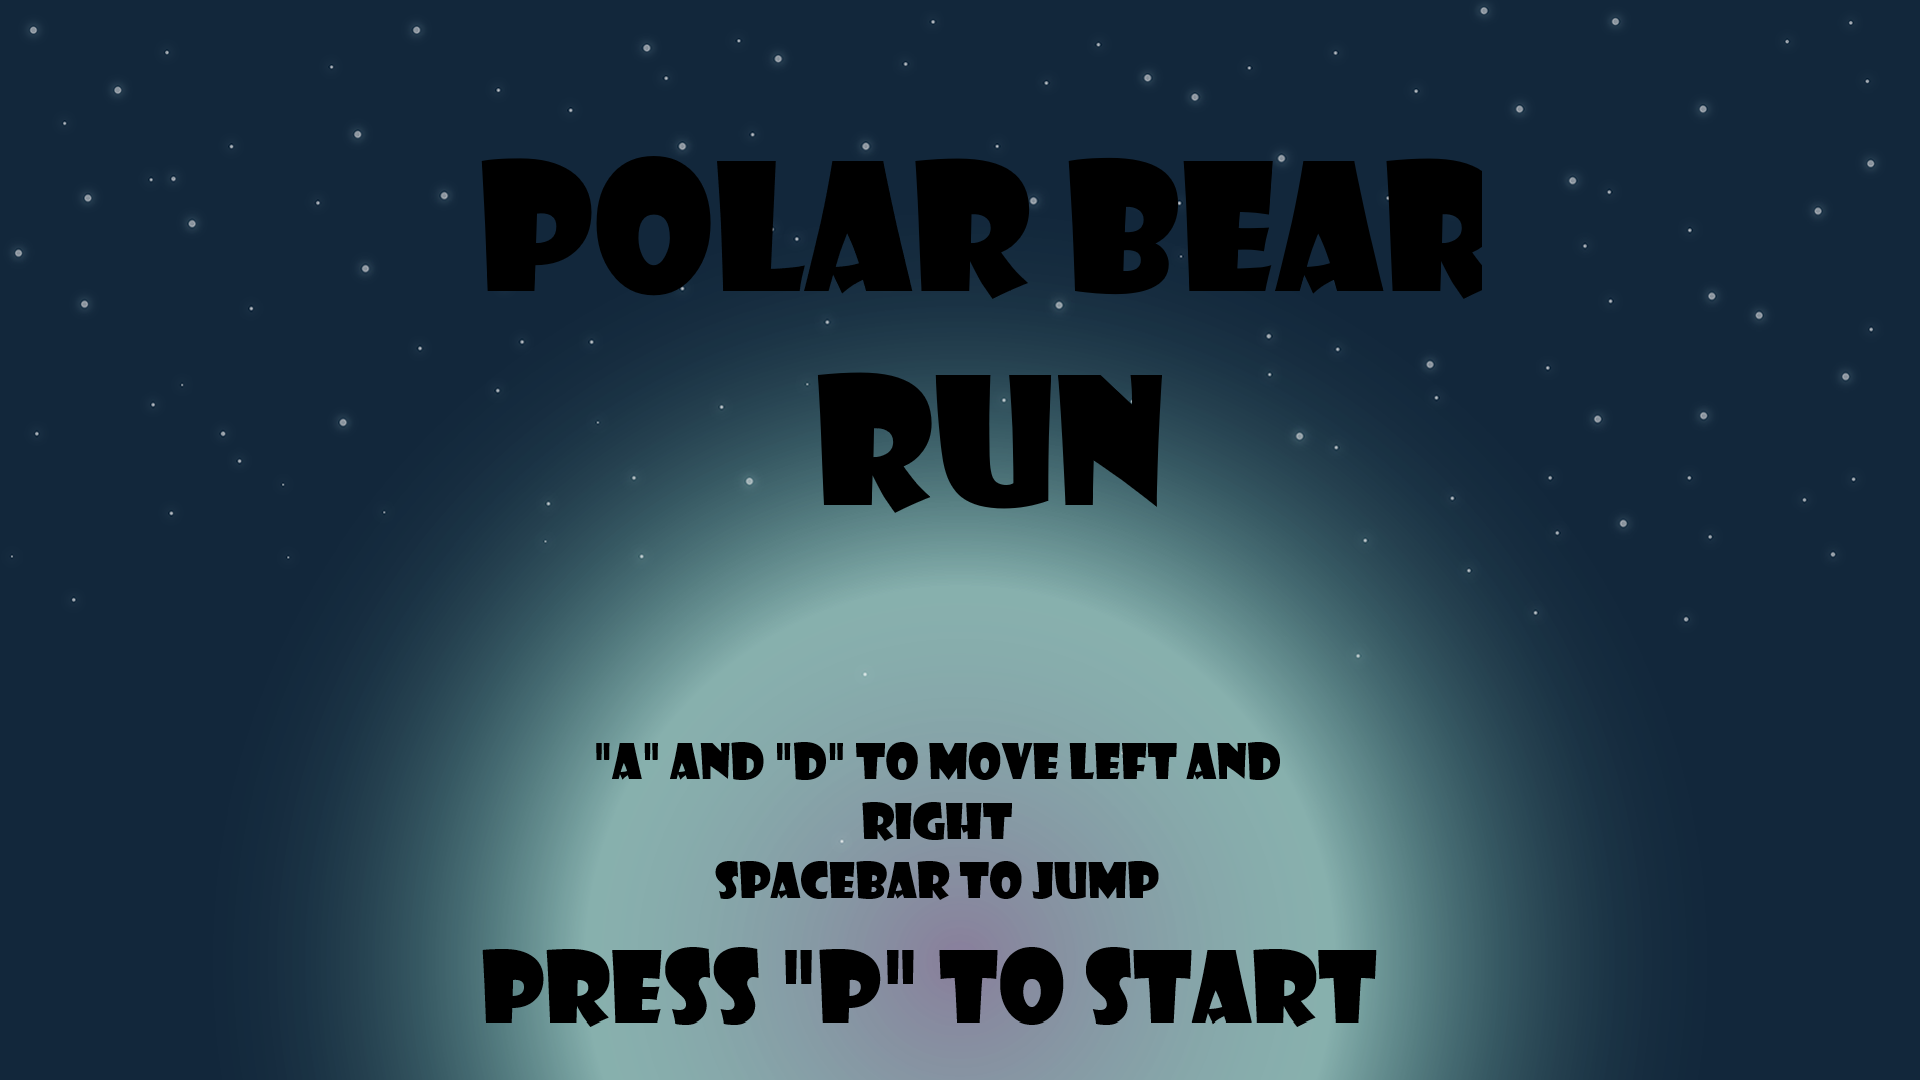 POLAR BEAR
RUN
"A" AND "D" TO MOVE LEFT AND
RIGHT
SPACEBAR TO JUMP
PRESS "P" TO START